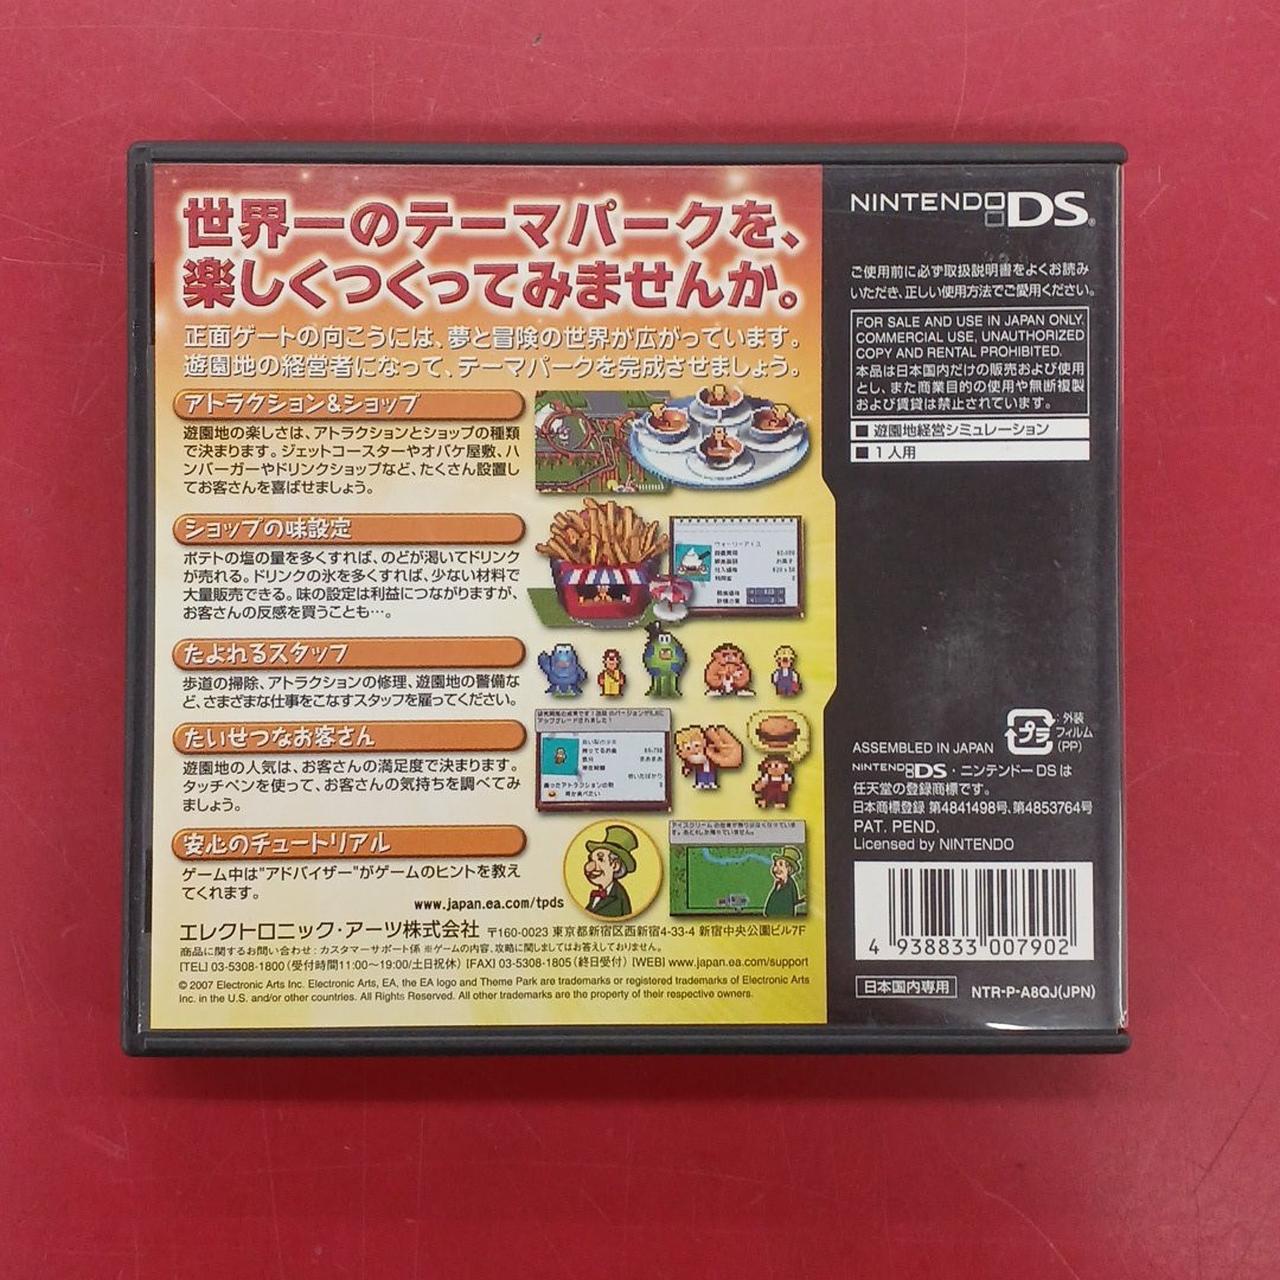 世界一のテーマパークを、
楽しくつくってみませんか。
正面ゲートの向こうには、夢と冒険の世界が広がっています。
遊園地の経営者になって、テーマパークを完成させましょう。
アトラクション&ショップ
遊園地の楽しさは、アトラクションとショップの種類
で決まります。ジェットコースターやオバケ屋敷、ハ
ンバーガーやドリンクショップなど、たくさん設置し
てお客さんを喜ばせましょう。
ショップの味設定
ポテトの塩の量を多くすれば、のどが渇いてドリンク
が売れる。ドリンクの氷を多くすれば、少ない材料で
大量販売できる。味の設定は利益につながりますが、
お客さんの反感を買うことも…。
たよれるスタッフ
歩道の掃除、アトラクションの修理、遊園地の警備な
ど、さまざまな仕事をこなすスタッフを雇ってください。
たいせつなお客さん
遊園地の人気は、お客さんの満足度で決まります。
タッチペンを使って、お客さんの気持ちを調べてみ
ましょう。
安心のチュートリアル
ゲーム中は"アドバイザー"がゲームのヒントを教え
てくれます。
www.japan.ea.com/tpds
エレクトロニック・アーツ株式会社 〒160-0023 東京都新宿区西新宿4-33-4 新宿中央公園ビル7F
商品に関するお問い合わせ：カスタマーサポート係 ※ゲームの内容、攻略に関しましてはお答えしておりません。
[TEL] 03-5308-1800（受付時間11:00〜19:00/土日祝休） [FAX] 03-5308-1805（終日受付） [WEB] www.japan.ea.com/support
© 2007 Electronic Arts Inc. Electronic Arts, EA, the EA logo and Theme Park are trademarks or registered trademarks of Electronic Arts
Inc. in the U.S. and/or other countries. All Rights Reserved. All other trademarks are the property of their respective owners.
NINTENDO DS®
ご使用前に必ず取扱説明書をよくお読み
いただき、正しい使用方法でご愛用ください。
FOR SALE AND USE IN JAPAN ONLY.
COMMERCIAL USE, UNAUTHORIZED
COPY AND RENTAL PROHIBITED.
本品は日本国内だけの販売および使用
とし、また商業目的の使用や無断複製
および賃貸は禁止されています。
■ 遊園地経営シミュレーション
■ 1人用
ASSEMBLED IN JAPAN
プラ
：外装
フィルム
(PP)
NINTENDO DS・ニンテンドーDSは
任天堂の登録商標です。
日本商標登録 第4841498号、第4853764号
PAT. PEND.
Licensed by NINTENDO
4 938833 007902
日本国内専用
NTR-P-A8QJ(JPN)